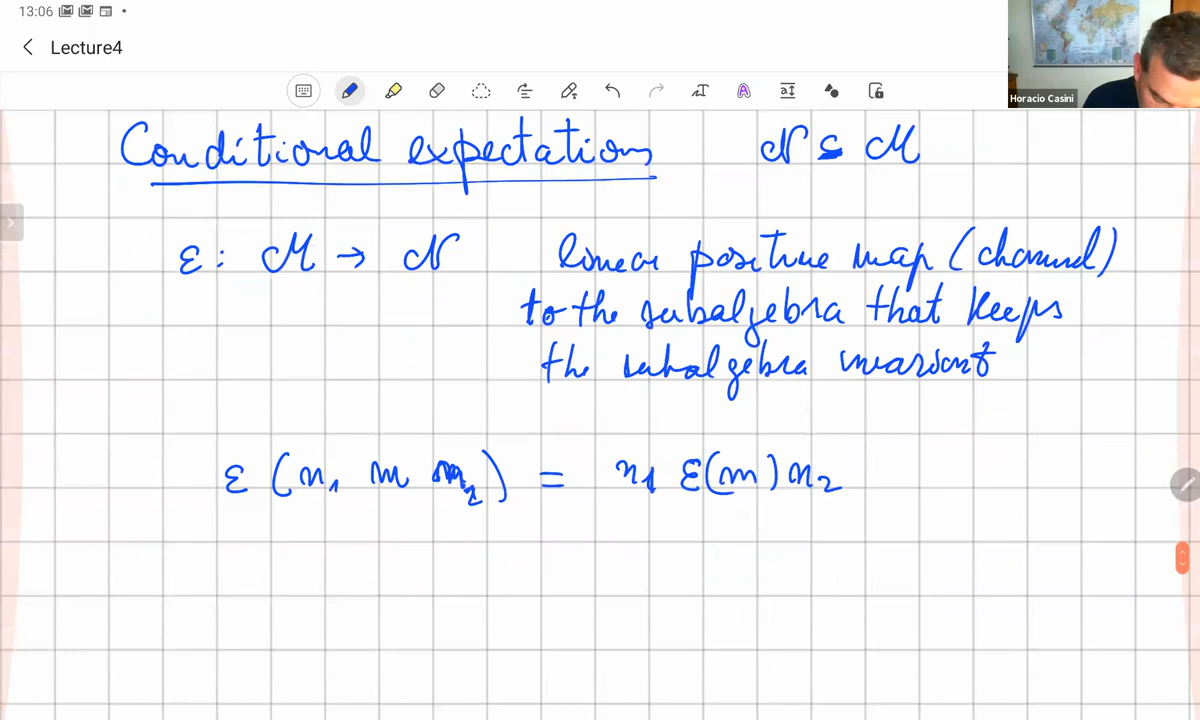 13:06
Lecture4
Horacio Casini
Conditional expectations 𝒩 ⊆ ℳ
ε : ℳ → 𝒩 linear positive map (channel)
to the subalgebra that keeps
the subalgebra invariant
ε (n₁ m n₂) = n₁ ε(m) n₂